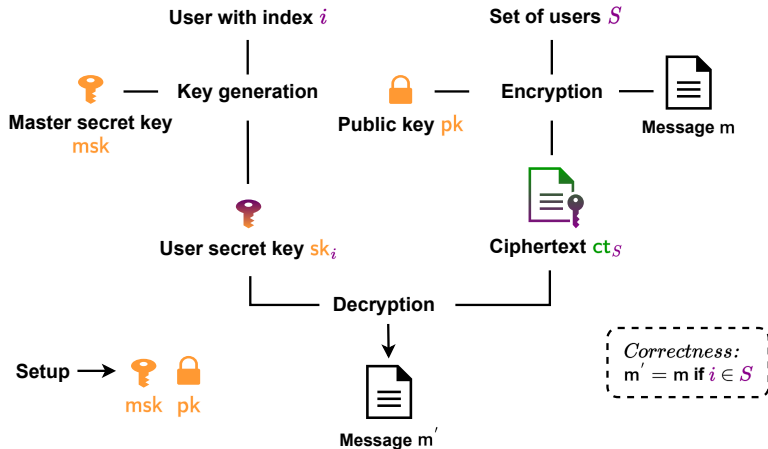 User with index i
Set of users S
Key generation
Encryption
Master secret key
msk
Public key pk
Message m
User secret key sk_i
Ciphertext ct_S
Decryption
Setup
msk pk
Correctness:
m′ = m if i ∈ S
Message m′